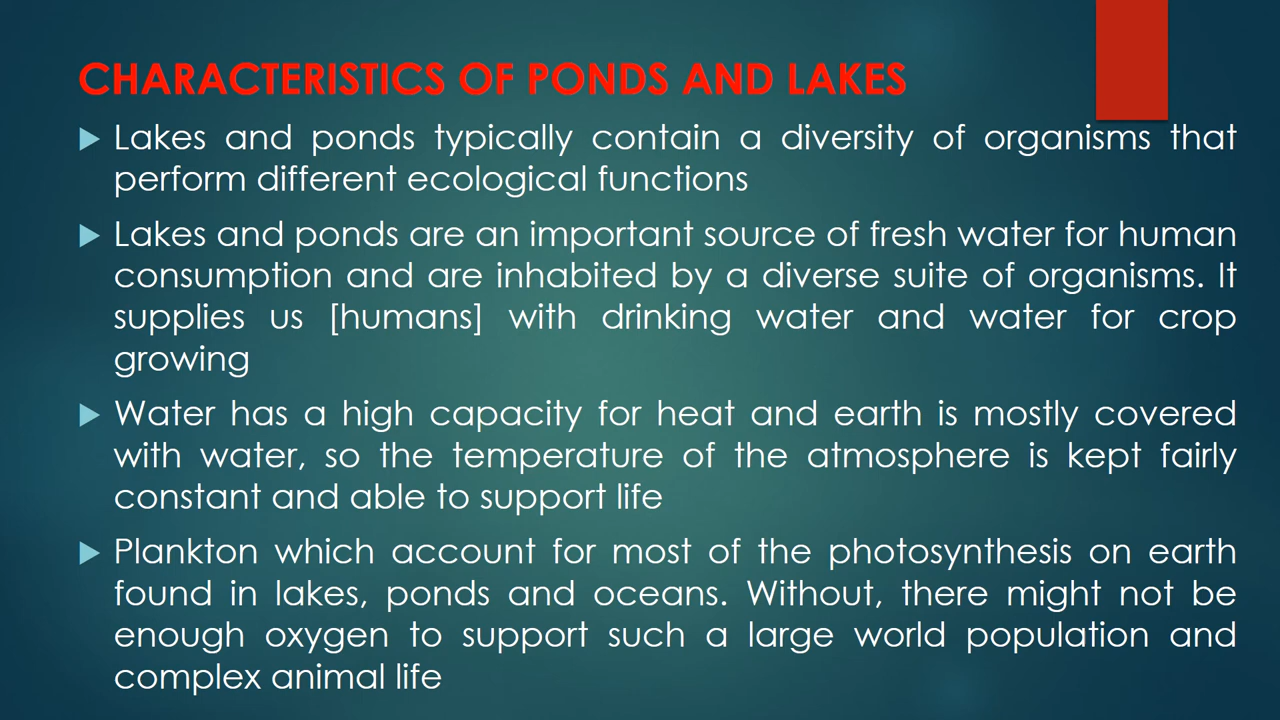 CHARACTERISTICS OF PONDS AND LAKES
Lakes and ponds typically contain a diversity of organisms that
perform different ecological functions
Lakes and ponds are an important source of fresh water for human
consumption and are inhabited by a diverse suite of organisms. It
supplies us [humans] with drinking water and water for crop
growing
Water has a high capacity for heat and earth is mostly covered
with water, so the temperature of the atmosphere is kept fairly
constant and able to support life
Plankton which account for most of the photosynthesis on earth
found in lakes, ponds and oceans. Without, there might not be
enough oxygen to support such a large world population and
complex animal life